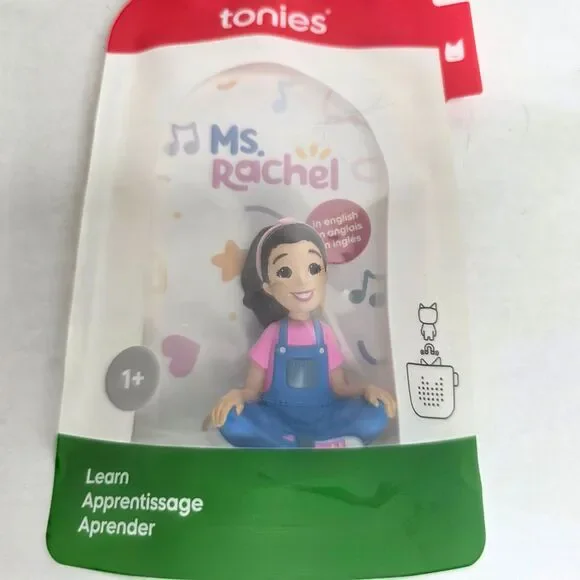 tonies®
Ms.
Rachel
in english
en anglais
en inglés
1+
Learn
Apprentissage
Aprender